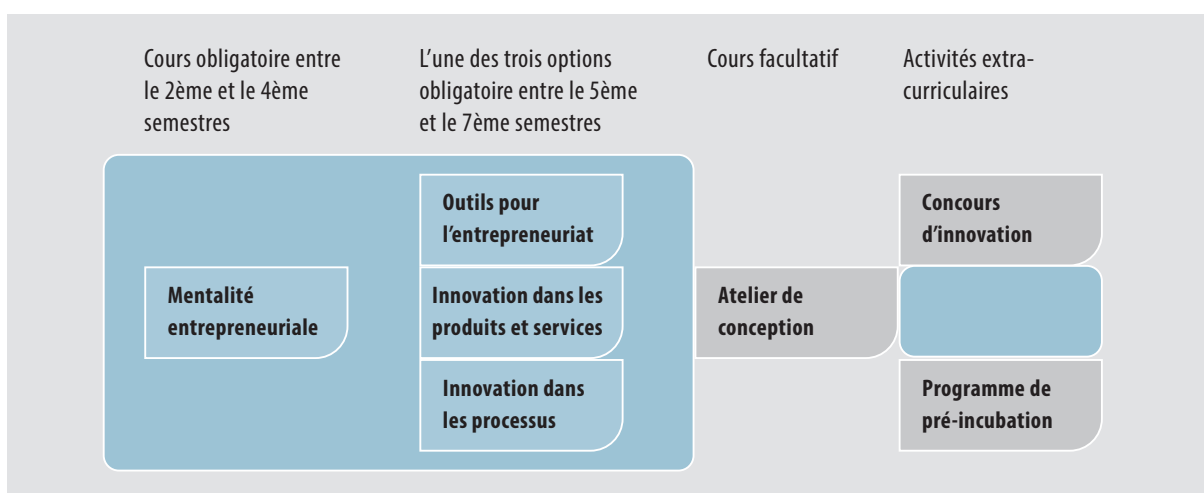 Cours obligatoire entre
le 2ème et le 4ème
semestres
L’une des trois options
obligatoire entre le 5ème
et le 7ème semestres
Cours facultatif
Activités extra-
curriculaires
Mentalité
entrepreneuriale
Outils pour
l’entrepreneuriat
Innovation dans les
produits et services
Innovation dans
les processus
Atelier de
conception
Concours
d’innovation
Programme de
pré-incubation